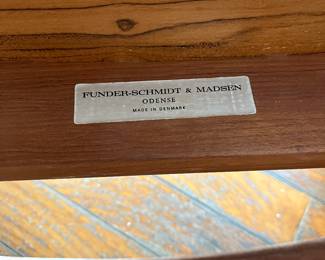 FUNDER-SCHMIDT & MADSEN
ODENSE
MADE IN DENMARK